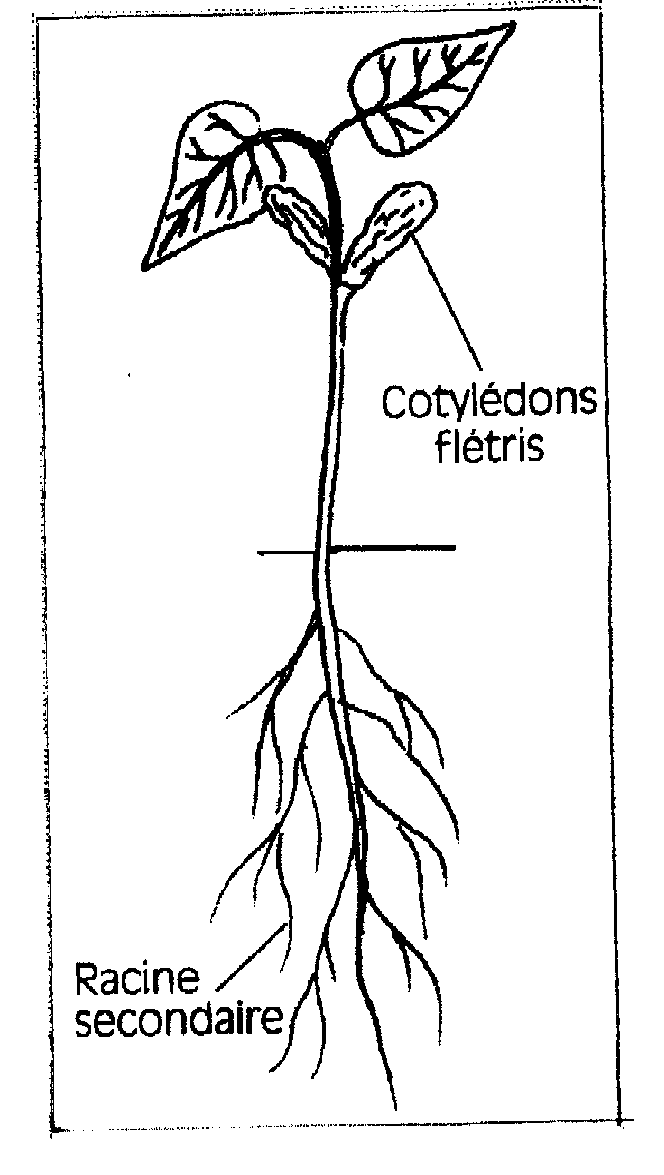 Cotylédons
flétris
Racine
secondaire